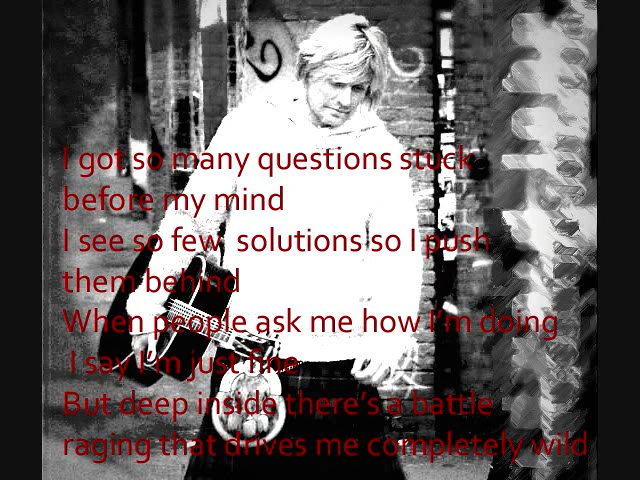 I got so many questions stuck
before my mind
I see so few  solutions so I push
them behind
When people ask me how I'm doing
I say I'm just fine
But deep inside there's a battle
raging that drives me completely wild